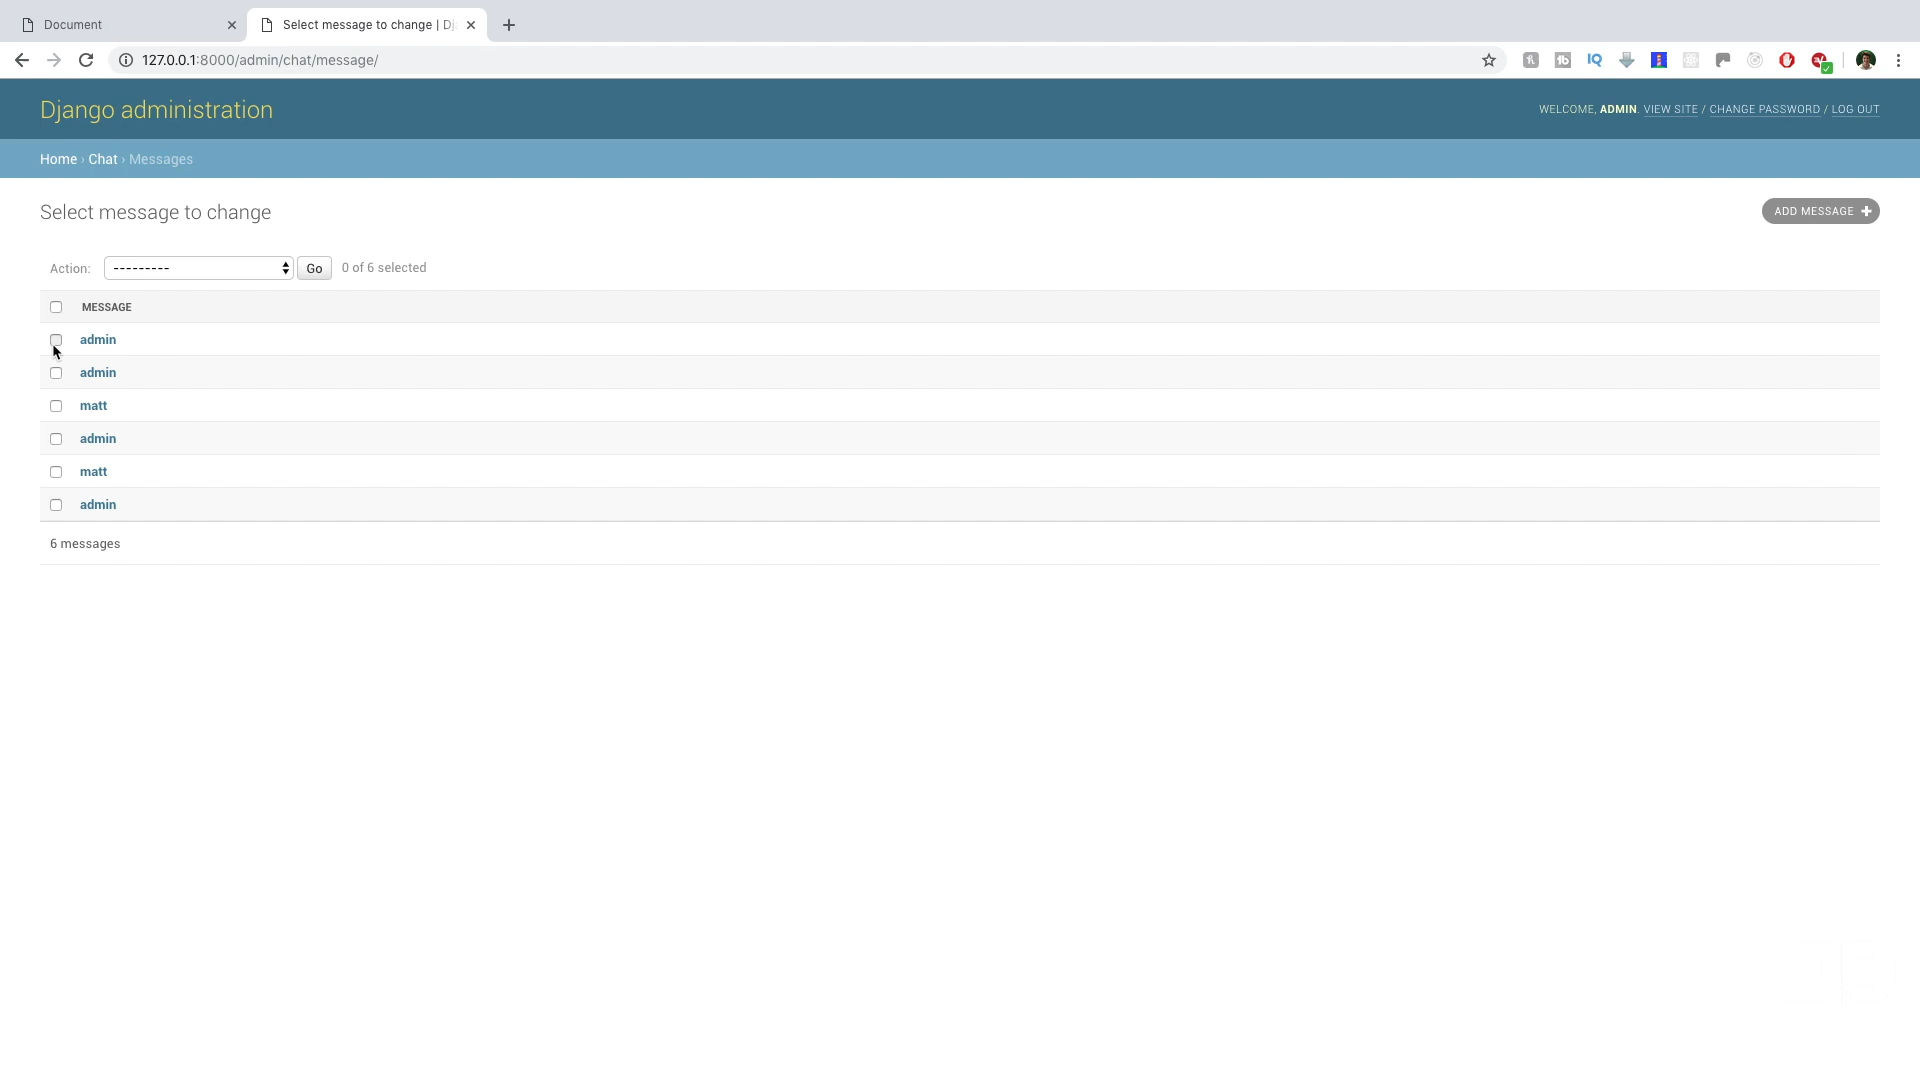 Document
Select message to change | Dj
127.0.0.1:8000/admin/chat/message/
Django administration
WELCOME, ADMIN. VIEW SITE / CHANGE PASSWORD / LOG OUT
Home › Chat › Messages
Select message to change
ADD MESSAGE
Action:
---------
Go
0 of 6 selected
MESSAGE
admin
admin
matt
admin
matt
admin
6 messages